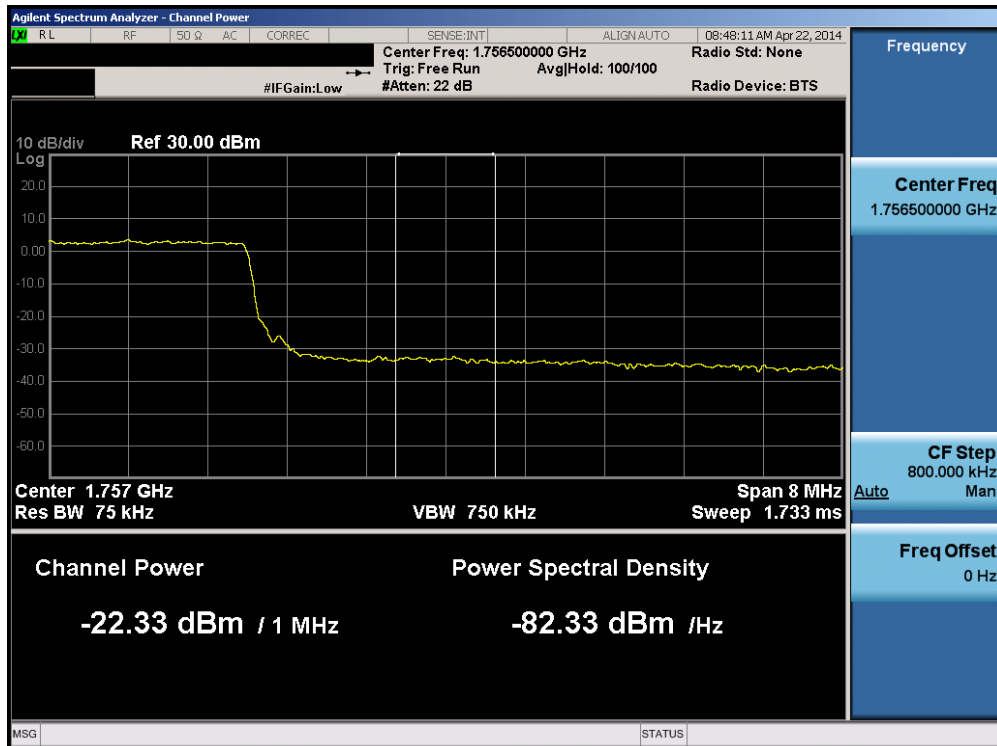 Agilent Spectrum Analyzer - Channel Power
LXI RL RF 50 Ω AC CORREC SENSE:INT ALIGN AUTO 08:48:11 AM Apr 22, 2014
Center Freq: 1.756500000 GHz Radio Std: None
Trig: Free Run Avg|Hold: 100/100
#IFGain:Low #Atten: 22 dB Radio Device: BTS
Frequency
10 dB/div Ref 30.00 dBm
Log
20.0
10.0
0.00
-10.0
-20.0
-30.0
-40.0
-50.0
-60.0
Center 1.757 GHz Span 8 MHz
Res BW 75 kHz VBW 750 kHz Sweep 1.733 ms
Channel Power Power Spectral Density
-22.33 dBm / 1 MHz -82.33 dBm /Hz
Center Freq
1.756500000 GHz
CF Step
800.000 kHz
Auto Man
Freq Offset
0 Hz
MSG STATUS